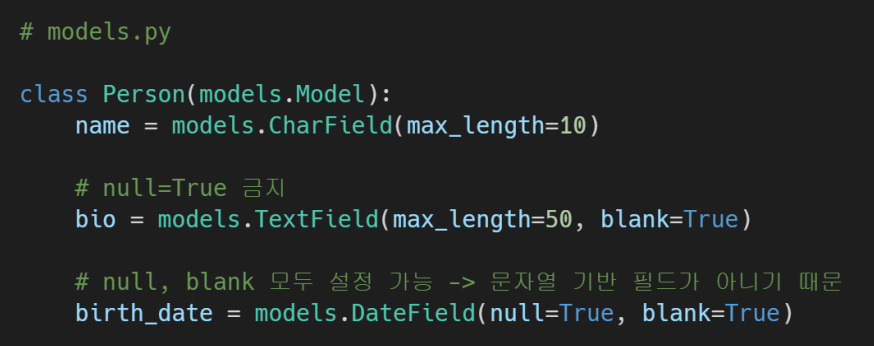 # models.py
class Person(models.Model):
name = models.CharField(max_length=10)
# null=True 금지
bio = models.TextField(max_length=50, blank=True)
# null, blank 모두 설정 가능 -> 문자열 기반 필드가 아니기 때문
birth_date = models.DateField(null=True, blank=True)